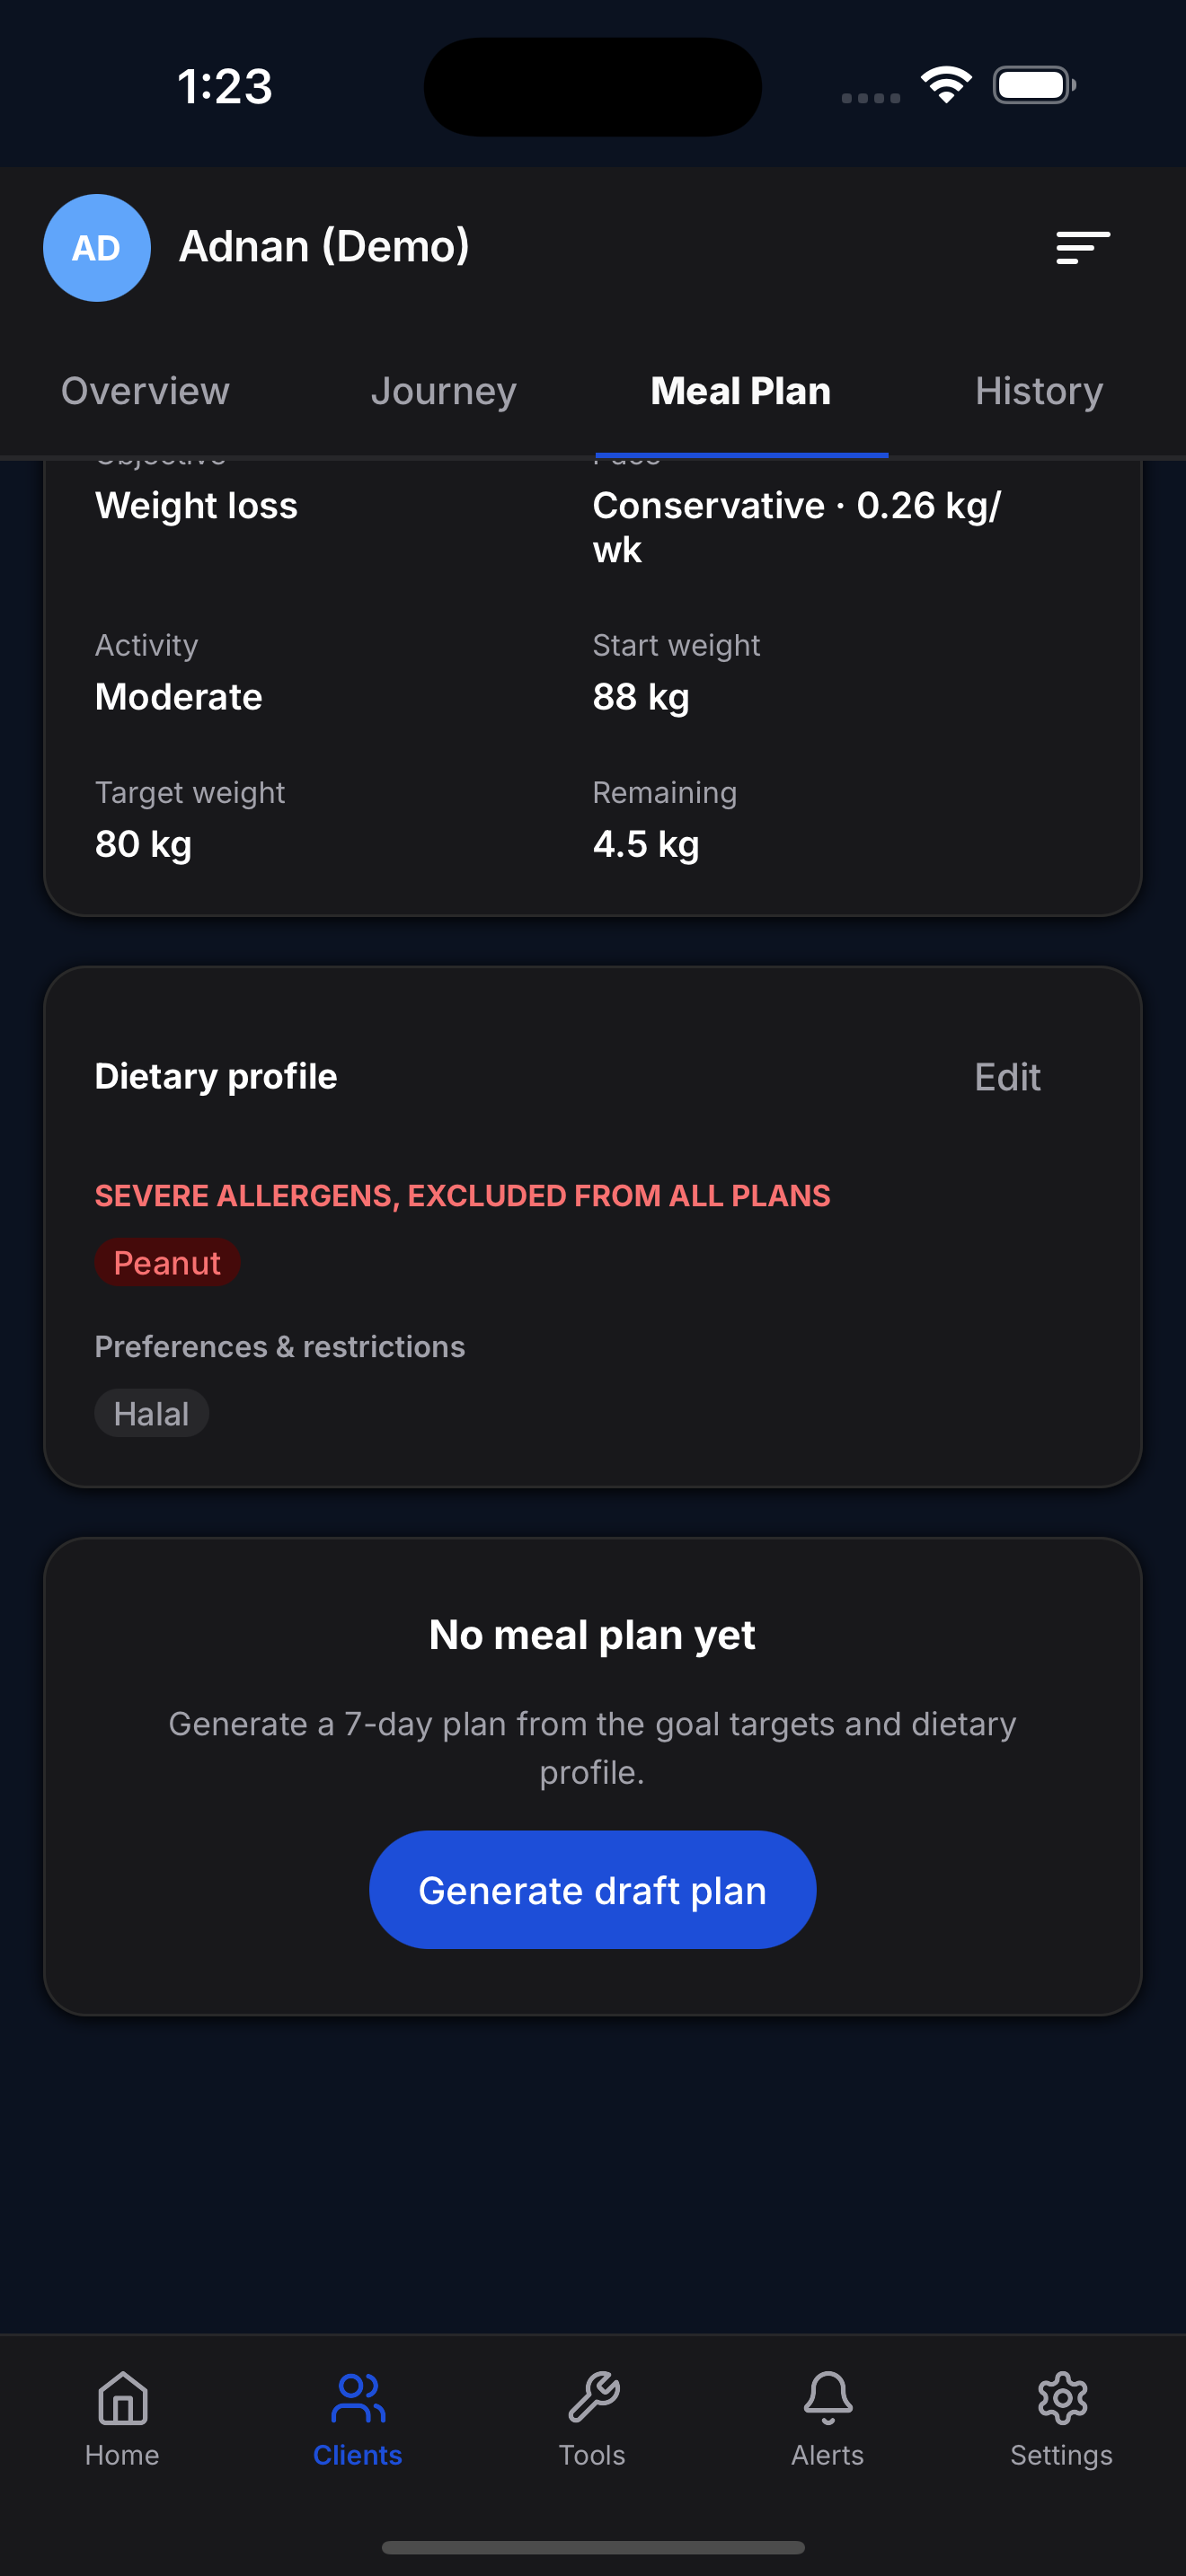 1:23
AD
Adnan (Demo)
Overview
Journey
Meal Plan
History
Objective
Pace
Weight loss
Conservative · 0.26 kg/
wk
Activity
Start weight
Moderate
88 kg
Target weight
Remaining
80 kg
4.5 kg
Dietary profile
Edit
SEVERE ALLERGENS, EXCLUDED FROM ALL PLANS
Peanut
Preferences & restrictions
Halal
No meal plan yet
Generate a 7-day plan from the goal targets and dietary
profile.
Generate draft plan
Home
Clients
Tools
Alerts
Settings